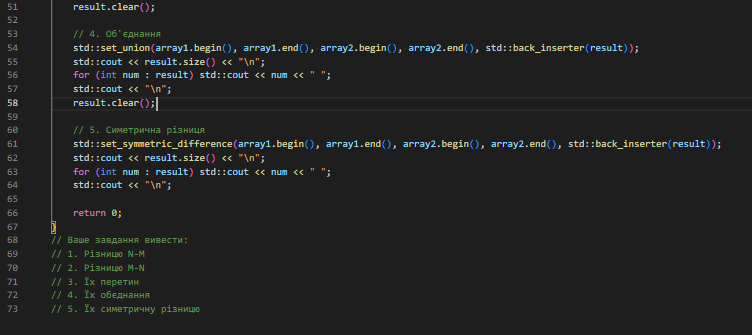 51 result.clear();
52
53 // 4. Об'єднання
54 std::set_union(array1.begin(), array1.end(), array2.begin(), array2.end(), std::back_inserter(result));
55 std::cout << result.size() << "\n";
56 for (int num : result) std::cout << num << " ";
57 std::cout << "\n";
58 result.clear();
59
60 // 5. Симетрична різниця
61 std::set_symmetric_difference(array1.begin(), array1.end(), array2.begin(), array2.end(), std::back_inserter(result));
62 std::cout << result.size() << "\n";
63 for (int num : result) std::cout << num << " ";
64 std::cout << "\n";
65
66 return 0;
67 }
68 // Ваше завдання вивести:
69 // 1. Різницю N-M
70 // 2. Різницю M-N
71 // 3. Їх перетин
72 // 4. Їх обєднання
73 // 5. Їх симетричну різницю